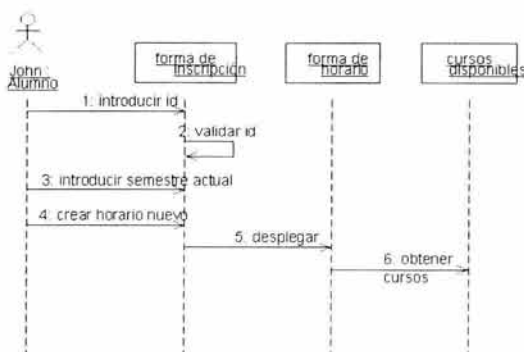 John :
Alumno
forma de
inscripción
forma de
horario
cursos
disponibles
1: introducir id
2: validar id
3: introducir semestre actual
4: crear horario nuevo
5: desplegar
6: obtener
cursos